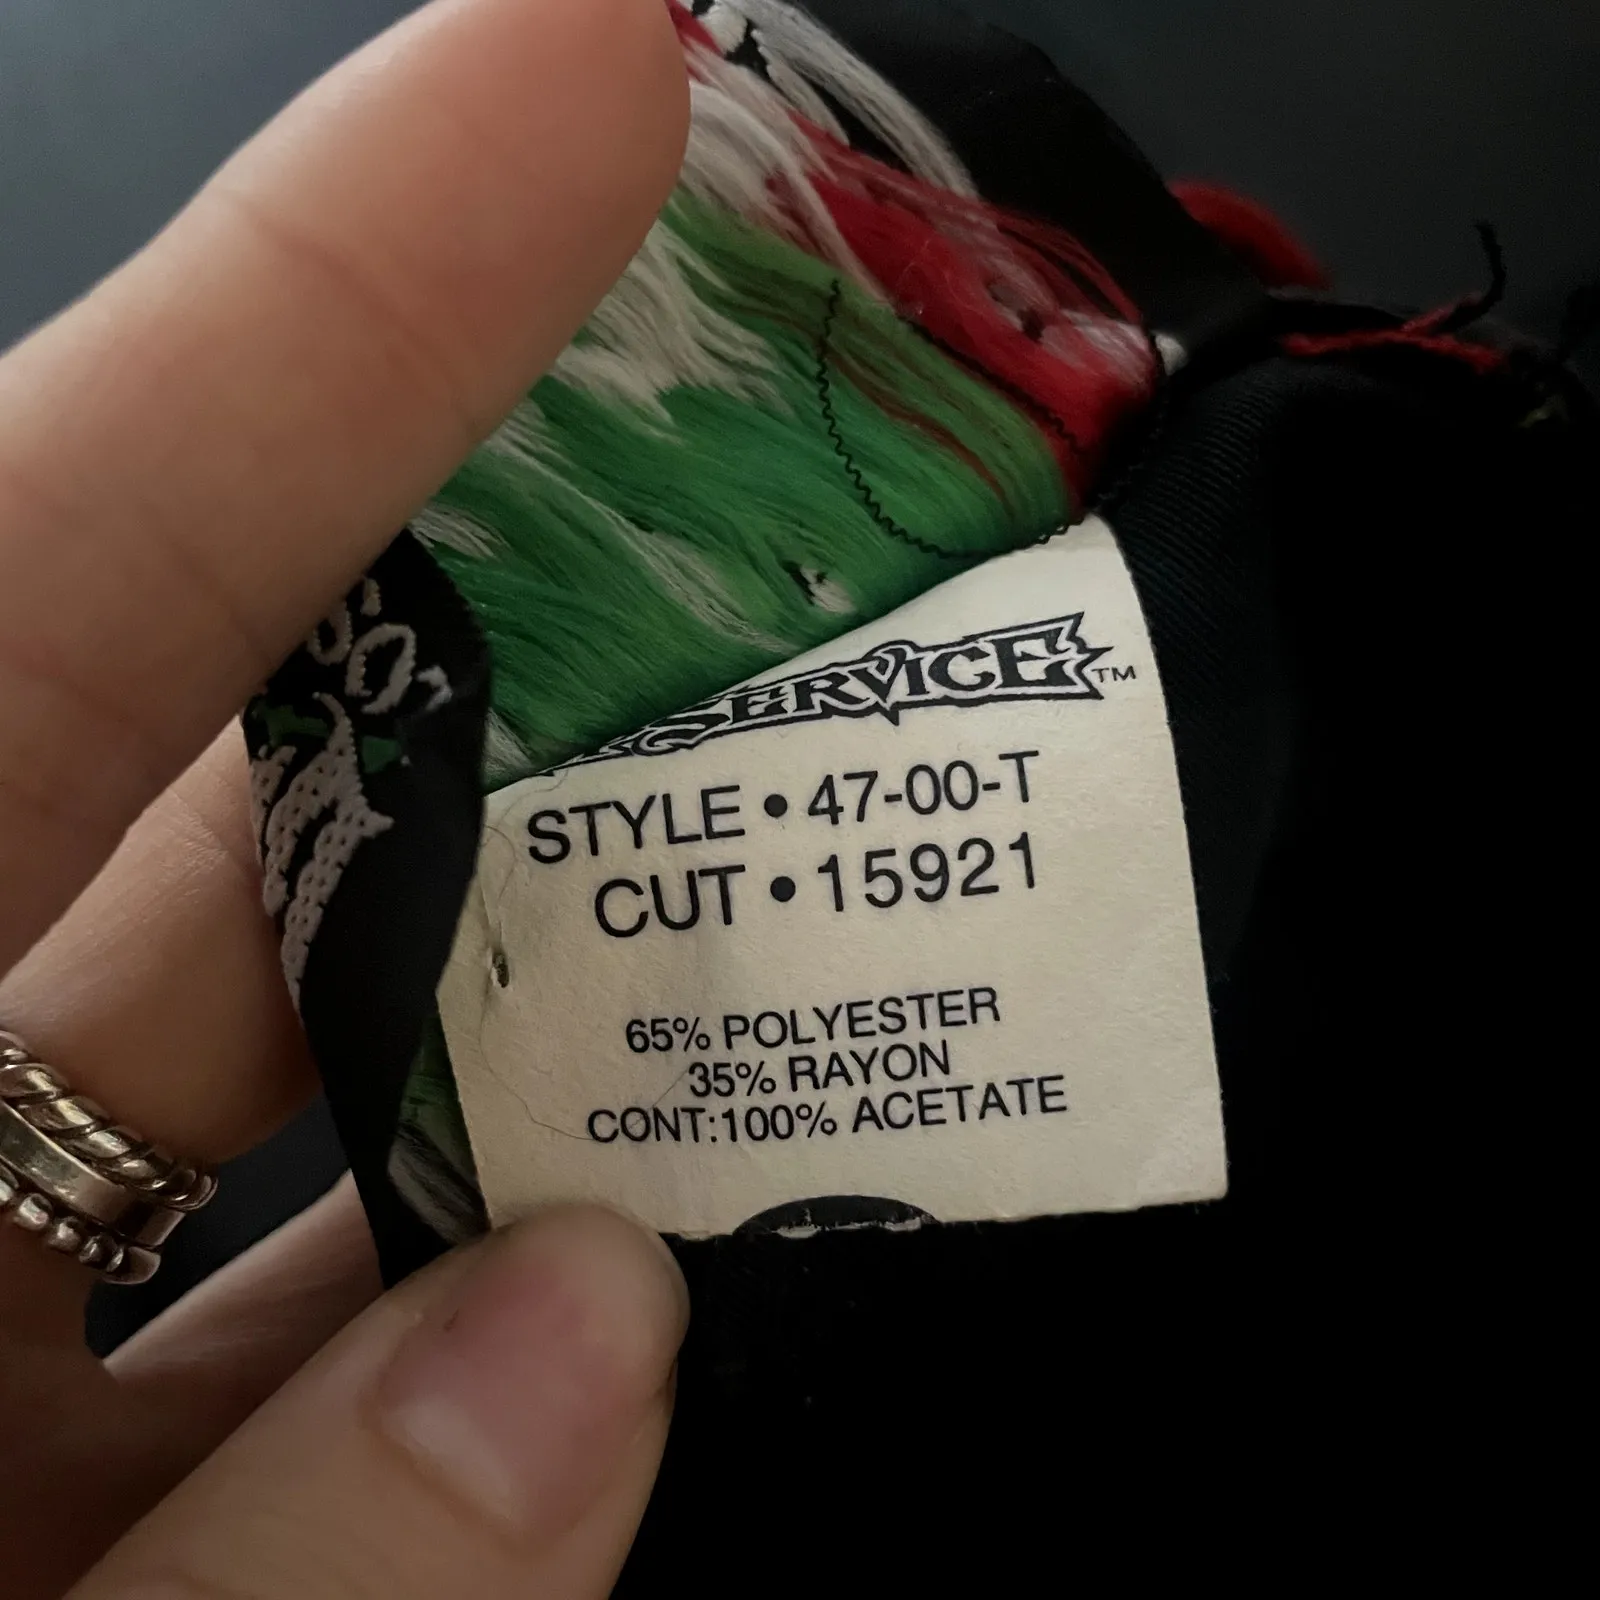 SERVICE™
STYLE • 47-00-T
CUT • 15921
65% POLYESTER
35% RAYON
CONT:100% ACETATE